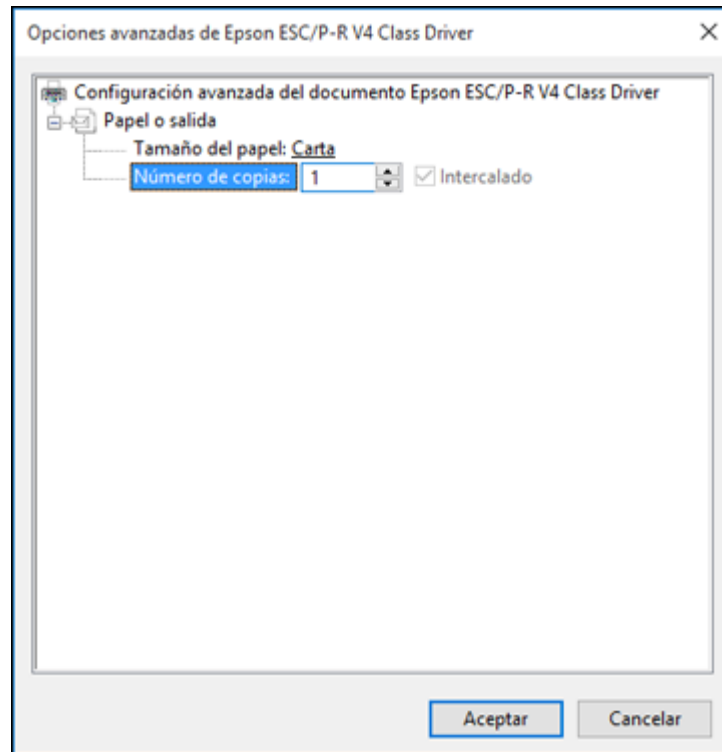 Opciones avanzadas de Epson ESC/P-R V4 Class Driver
Configuración avanzada del documento Epson ESC/P-R V4 Class Driver
Papel o salida
Tamaño del papel: Carta
Número de copias: 1 Intercalado
Aceptar Cancelar